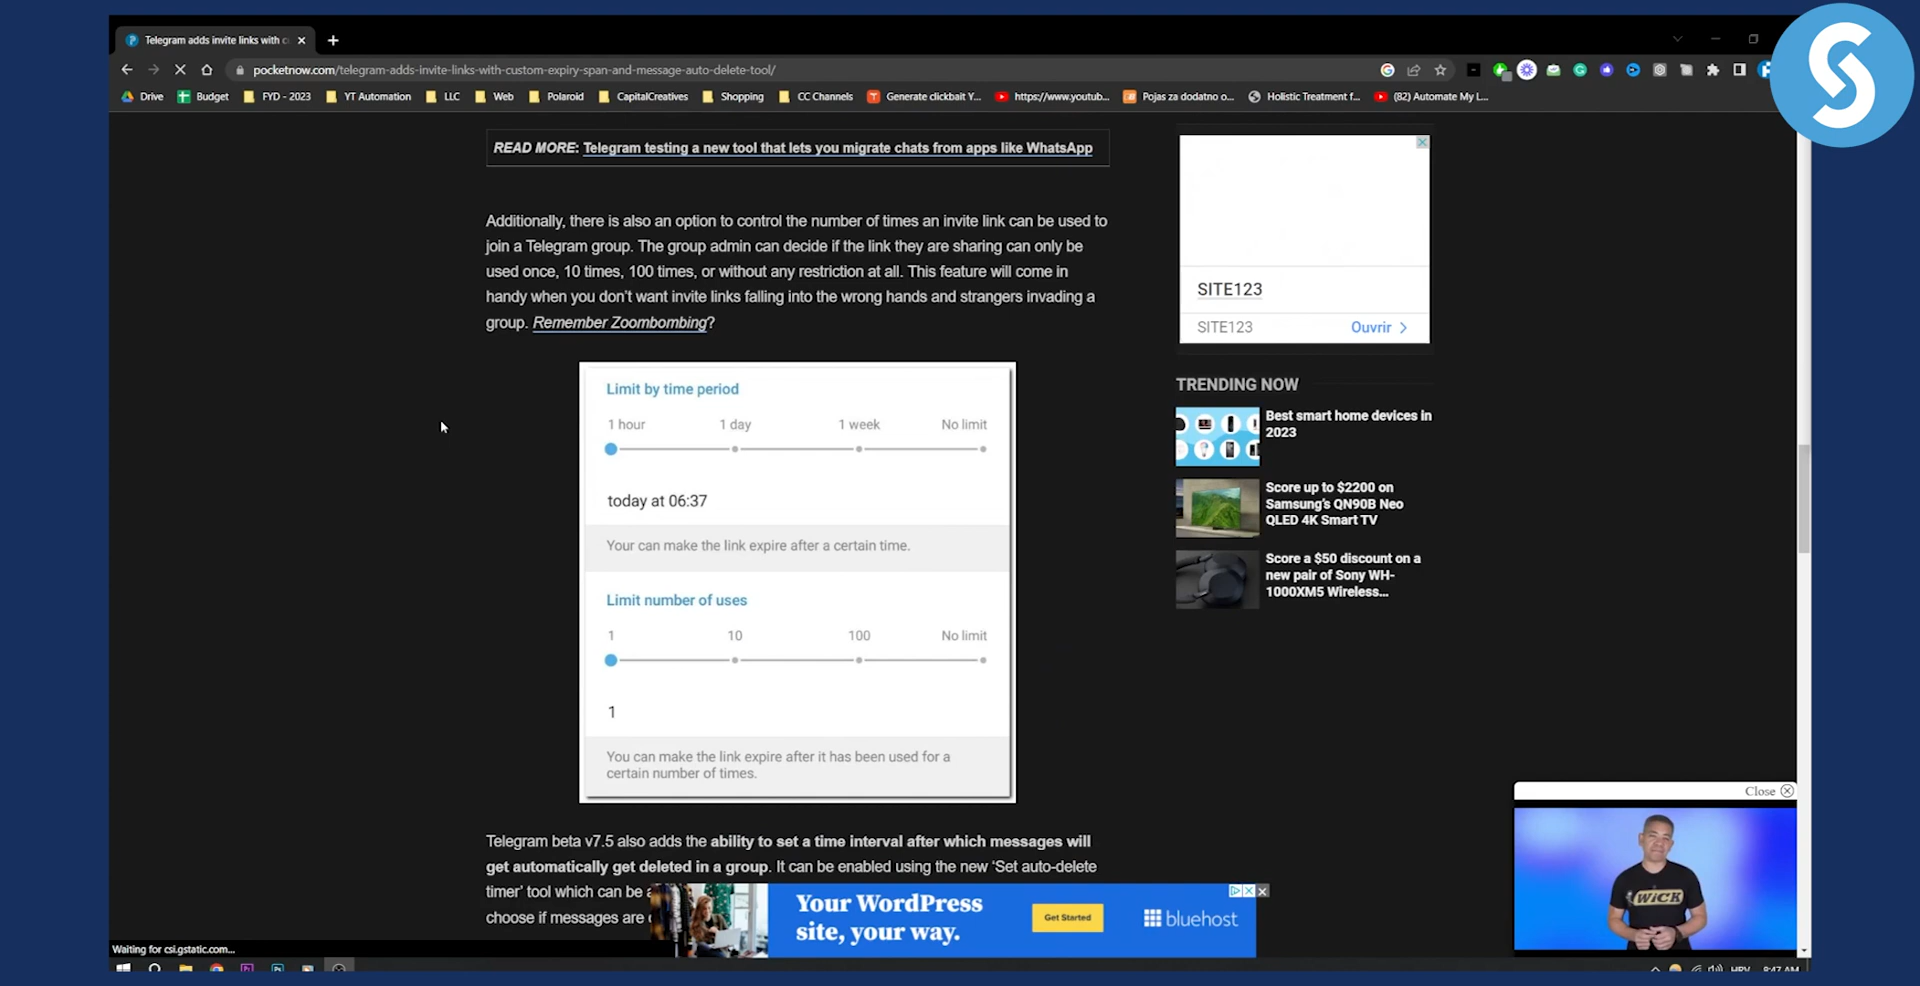 Telegram adds invite links with c
pocketnow.com/telegram-adds-invite-links-with-custom-expiry-span-and-message-auto-delete-tool/
Drive Budget FYD - 2023 YT Automation LLC Web Polaroid CapitalCreatives Shopping CC Channels Generate clickbait Y... https://www.youtub... Pojas za dodatno o... Holistic Treatment f... (82) Automate My L...
READ MORE: Telegram testing a new tool that lets you migrate chats from apps like WhatsApp
Additionally, there is also an option to control the number of times an invite link can be used to
join a Telegram group. The group admin can decide if the link they are sharing can only be
used once, 10 times, 100 times, or without any restriction at all. This feature will come in
handy when you don't want invite links falling into the wrong hands and strangers invading a
group. Remember Zoombombing?
Limit by time period
1 hour 1 day 1 week No limit
today at 06:37
Your can make the link expire after a certain time.
Limit number of uses
1 10 100 No limit
1
You can make the link expire after it has been used for a
certain number of times.
Telegram beta v7.5 also adds the ability to set a time interval after which messages will
get automatically get deleted in a group. It can be enabled using the new 'Set auto-delete
timer' tool which can be a
choose if messages are
SITE123
SITE123 Ouvrir
TRENDING NOW
Best smart home devices in
2023
Score up to $2200 on
Samsung's QN90B Neo
QLED 4K Smart TV
Score a $50 discount on a
new pair of Sony WH-
1000XM5 Wireless...
Close
WiCK
Your WordPress
site, your way.
Get Started
bluehost
Waiting for csi.gstatic.com...
HRV 8:47 AM